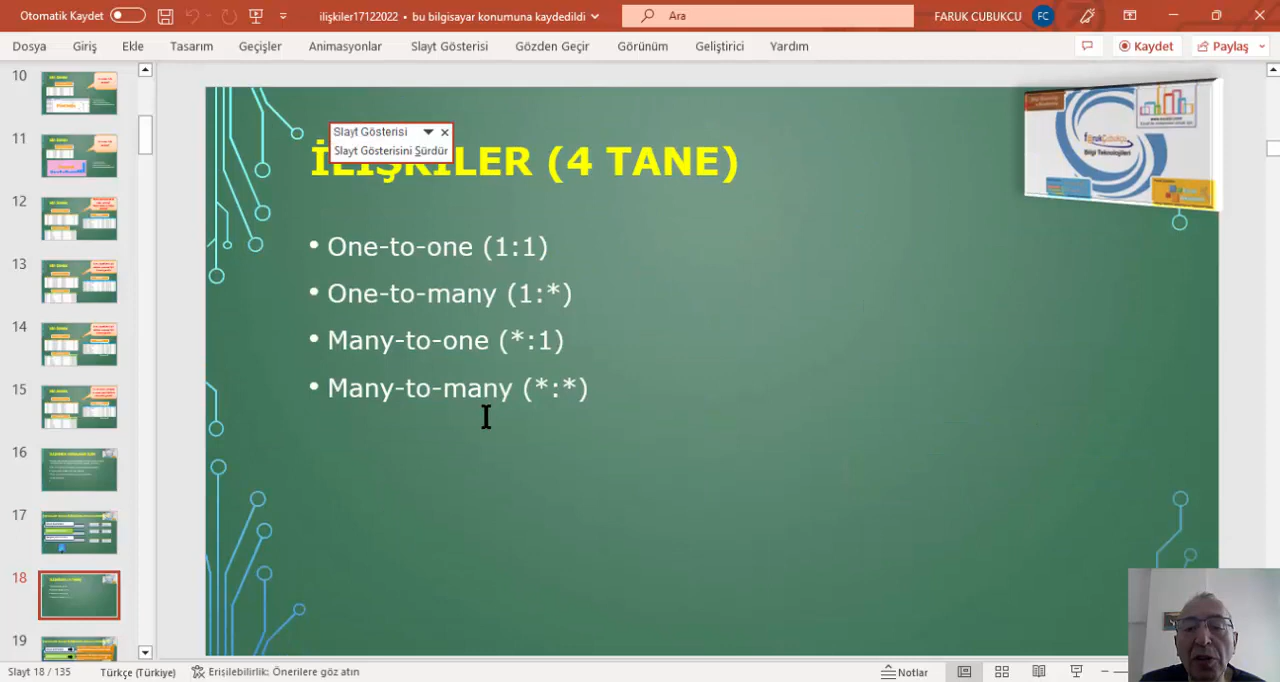 Otomatik Kaydet
ilişkiler17122022 • bu bilgisayar konumuna kaydedildi
Ara
FARUK CUBUKCU
FC
Dosya
Giriş
Ekle
Tasarım
Geçişler
Animasyonlar
Slayt Gösterisi
Gözden Geçir
Görünüm
Geliştirici
Yardım
Kaydet
Paylaş
10
11
12
13
14
15
16
17
18
19
Slayt Gösterisi
Slayt Gösterisini Sürdür
İLİŞKİLER (4 TANE)
• One-to-one (1:1)
• One-to-many (1:*)
• Many-to-one (*:1)
• Many-to-many (*:*)
Bilgi Teknolojileri
Slayt 18 / 135
Türkçe (Türkiye)
Erişilebilirlik: Önerilere göz atın
Notlar